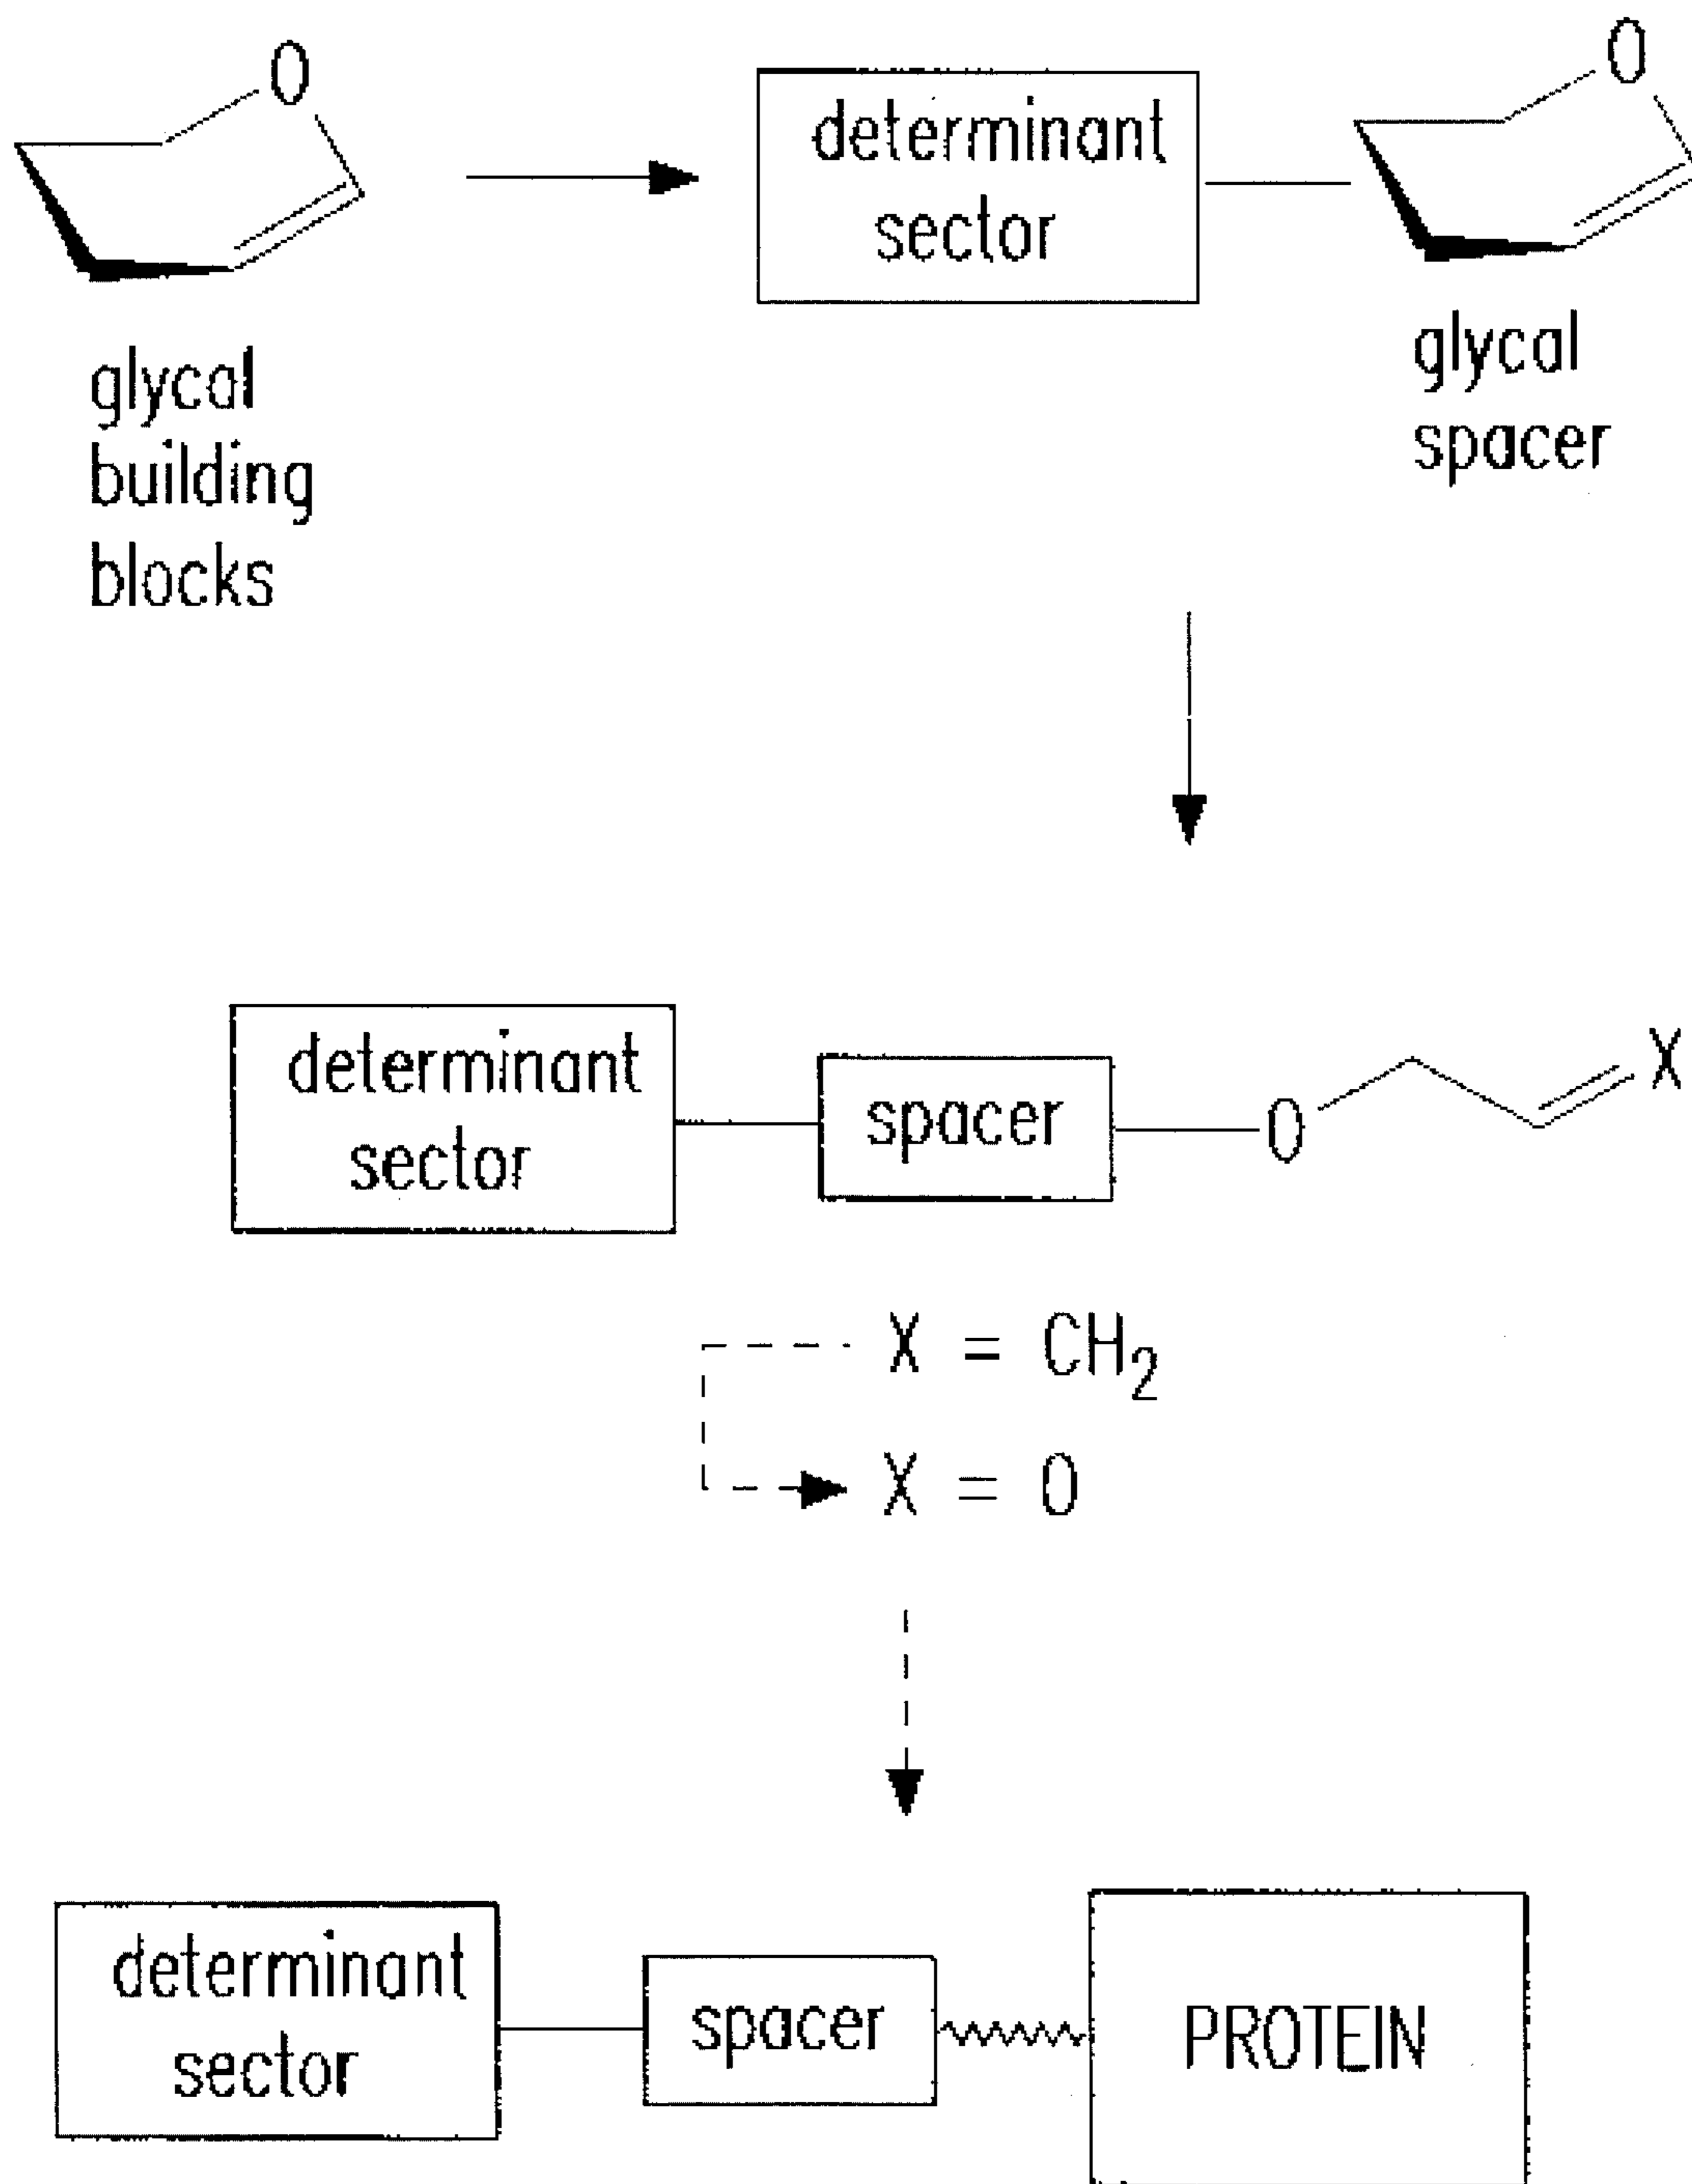 O
determinant
sector
O
glycal
building
blocks
glycal
spacer
determinant
sector
spacer
O
X
X = CH₂
X = O
determinant
sector
spacer
PROTEIN